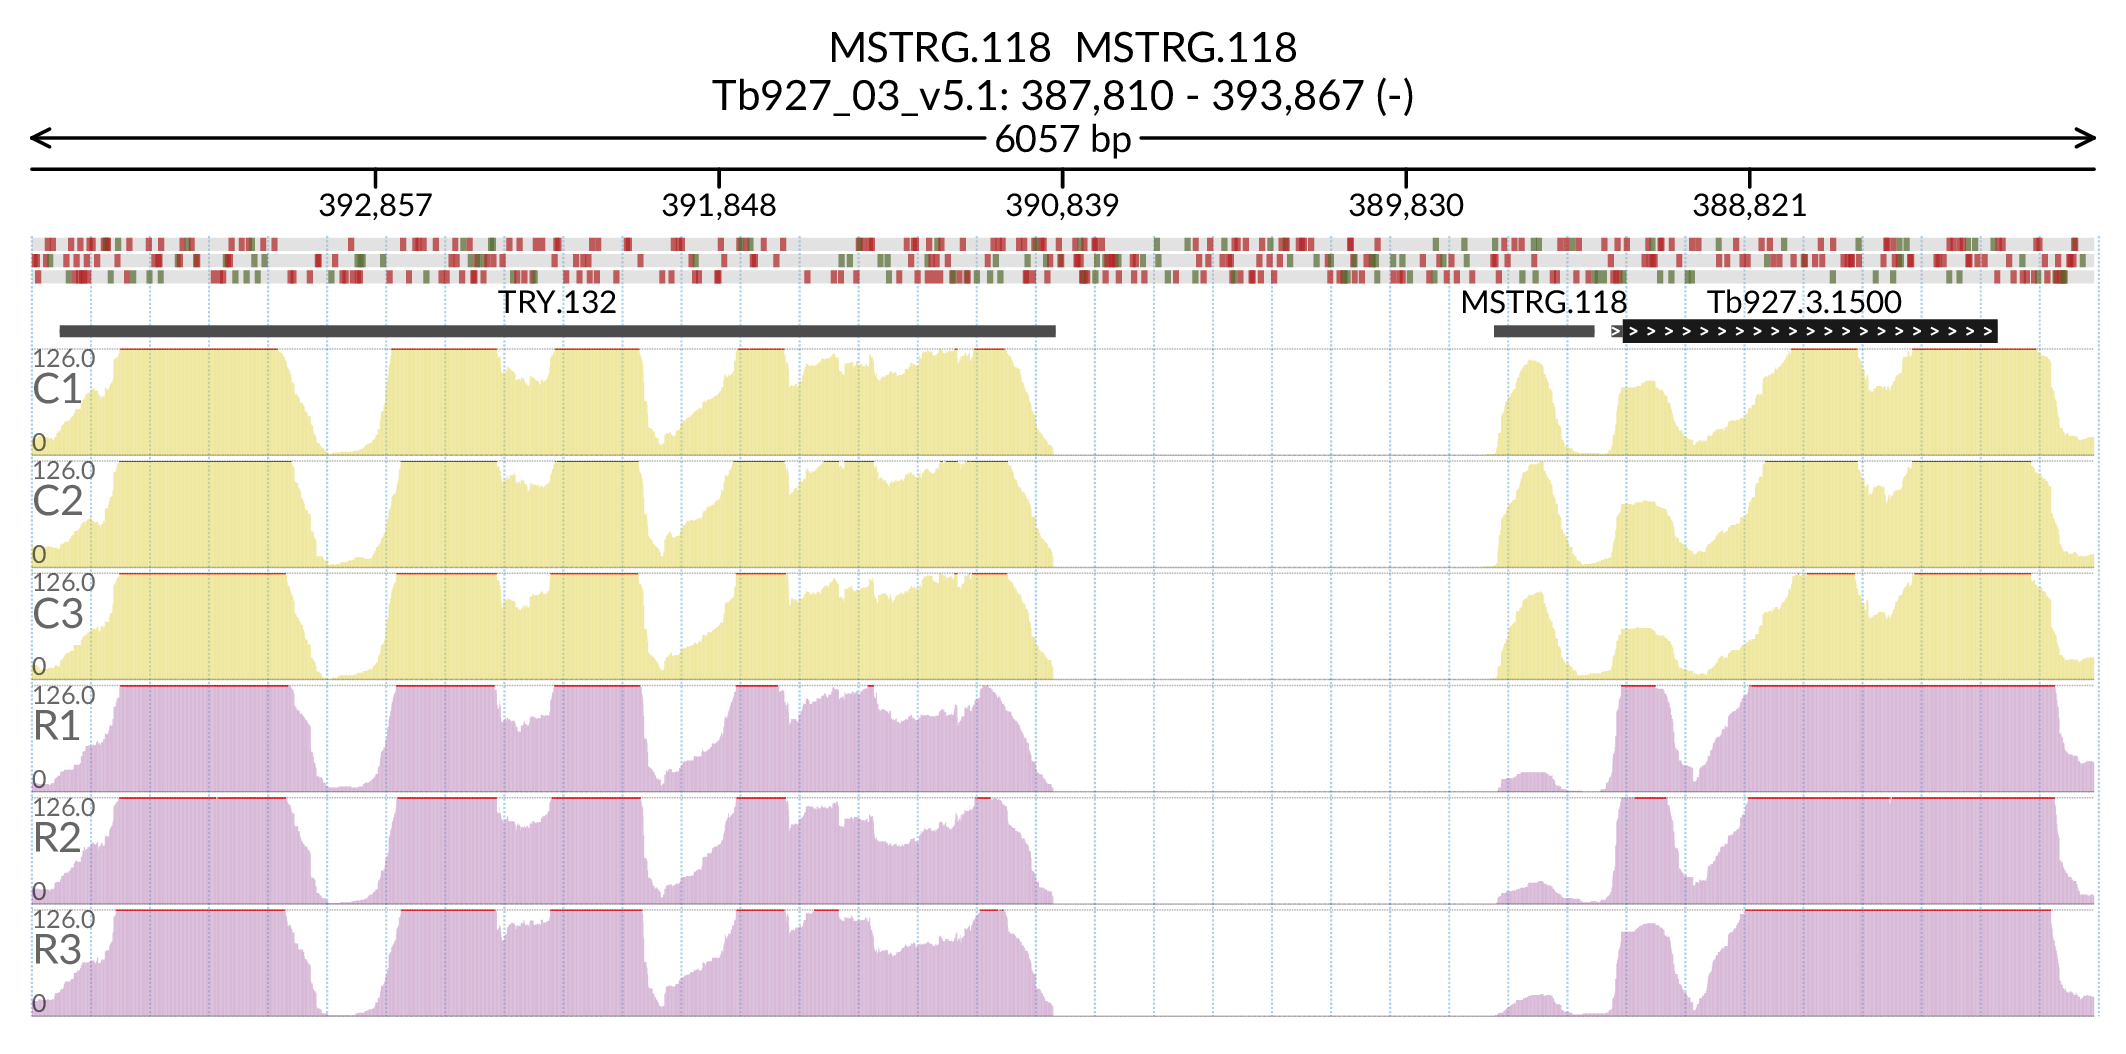 MSTRG.118 MSTRG.118
Tb927_03_v5.1: 387,810 - 393,867 (-)
6057 bp
392,857 391,848 390,839 389,830 388,821
TRY.132 MSTRG.118 Tb927.3.1500
126.0
C1
0
126.0
C2
0
126.0
C3
0
126.0
R1
0
126.0
R2
0
126.0
R3
0